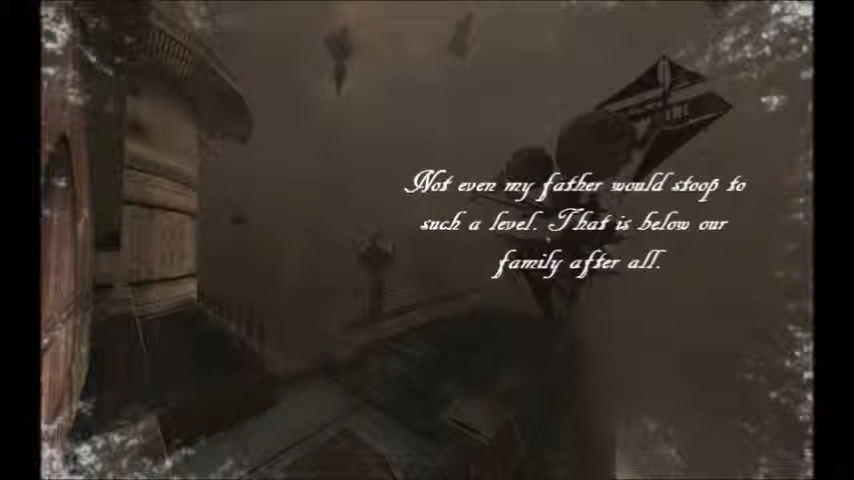 Not even my father would stoop to
such a level. That is below our
family after all.